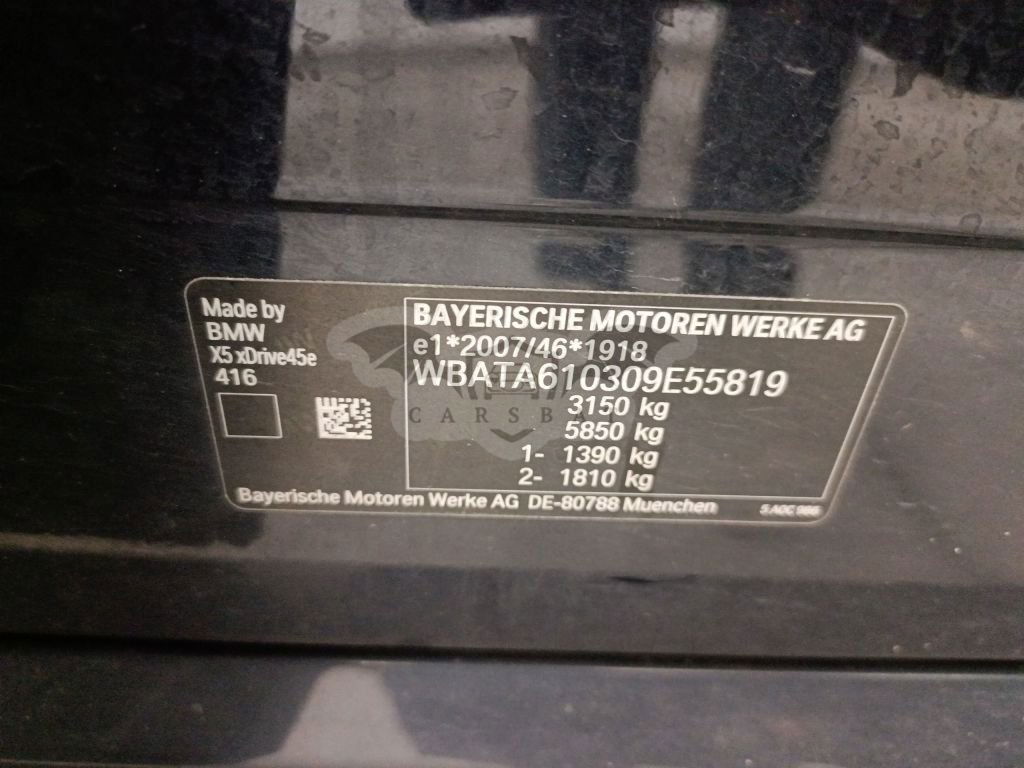 Made by
BMW
X5 xDrive45e
416
BAYERISCHE MOTOREN WERKE AG
e1*2007/46*1918
WBATA610309E55819
3150 kg
5850 kg
1- 1390 kg
2- 1810 kg
Bayerische Motoren Werke AG DE-80788 Muenchen
CARSBAT